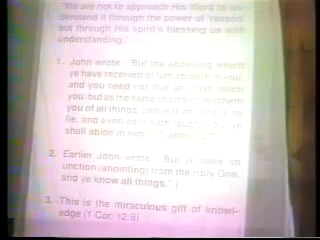 "We are not to approach His Word to un-
derstand it through the power of 'reason'
but through His spirit's blessing us with
understanding."
1. John wrote: "But the anointing which
ye have received of him abideth in you,
and you need not that any man teach
you: but as the same anointing teacheth
you of all things, and is truth, and is no
lie, and even as it hath taught you, ye
shall abide in him." 1 John
2. Earlier John wrote: "But ye have an
unction (anointing) from the Holy One,
and ye know all things." (
3. This is the miraculous gift of knowl-
edge (1 Cor. 12:8)